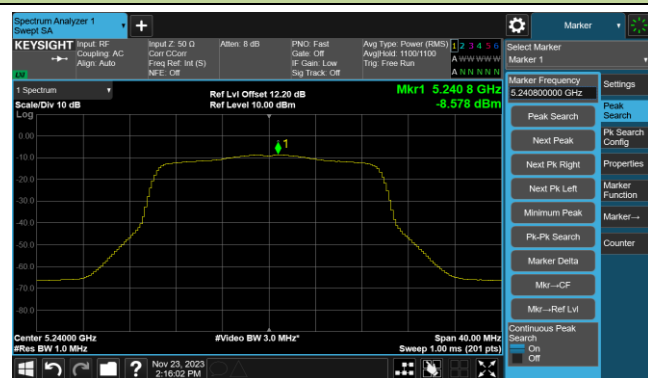 Spectrum Analyzer 1
Swept SA
Marker
KEYSIGHT
Input: RF
Coupling: AC
Align: Auto
Input Z: 50 Ω
Corr CCorr
Freq Ref: Int (S)
NFE: Off
Atten: 8 dB
PNO: Fast
Gate: Off
IF Gain: Low
Sig Track: Off
Avg Type: Power (RMS)
Avg|Hold: 1100/1100
Trig: Free Run
1 2 3 4 5 6
A W W W W W
A N N N N N
LV
Select Marker
Marker 1
1 Spectrum
Scale/Div 10 dB
Log
Ref Lvl Offset 12.20 dB
Ref Level 10.00 dBm
Mkr1 5.240 8 GHz
-8.578 dBm
1
0.00
-10.0
-20.0
-30.0
-40.0
-50.0
-60.0
-70.0
-80.0
Center 5.24000 GHz
#Res BW 1.0 MHz
#Video BW 3.0 MHz*
Span 40.00 MHz
Sweep 1.00 ms (201 pts)
Marker Frequency
5.240800000 GHz
Peak Search
Next Peak
Next Pk Right
Next Pk Left
Minimum Peak
Pk-Pk Search
Marker Delta
Mkr→CF
Mkr→Ref Lvl
Continuous Peak
Search
On
Off
Settings
Peak
Search
Pk Search
Config
Properties
Marker
Function
Marker→
Counter
?
Nov 23, 2023
2:16:02 PM